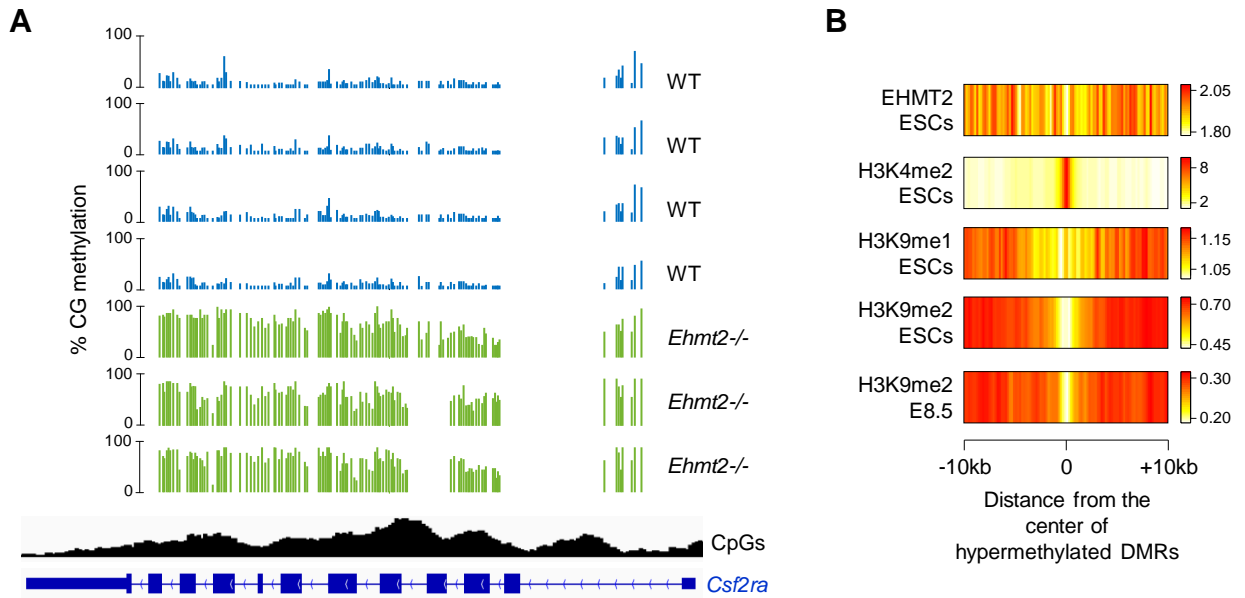 A
100
0
WT
100
0
WT
100
0
WT
100
0
WT
100
0
Ehmt2-/-
100
0
Ehmt2-/-
100
0
Ehmt2-/-
% CG methylation
CpGs
Csf2ra
B
EHMT2
ESCs
2.05
1.80
H3K4me2
ESCs
8
2
H3K9me1
ESCs
1.15
1.05
H3K9me2
ESCs
0.70
0.45
H3K9me2
E8.5
0.30
0.20
-10kb 0 +10kb
Distance from the
center of
hypermethylated DMRs